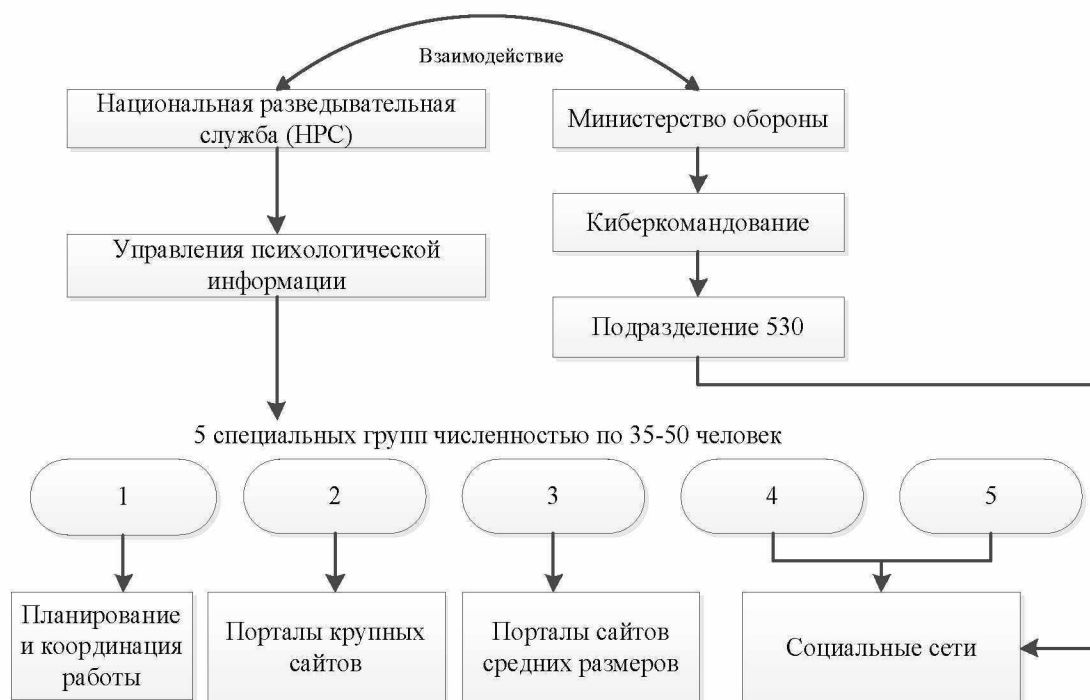 Взаимодействие
Национальная разведывательная
служба (НРС)
Министерство обороны
Киберкомандование
Управления психологической
информации
Подразделение 530
5 специальных групп численностью по 35-50 человек
1
2
3
4
5
Планирование
и координация
работы
Порталы крупных
сайтов
Порталы сайтов
средних размеров
Социальные сети